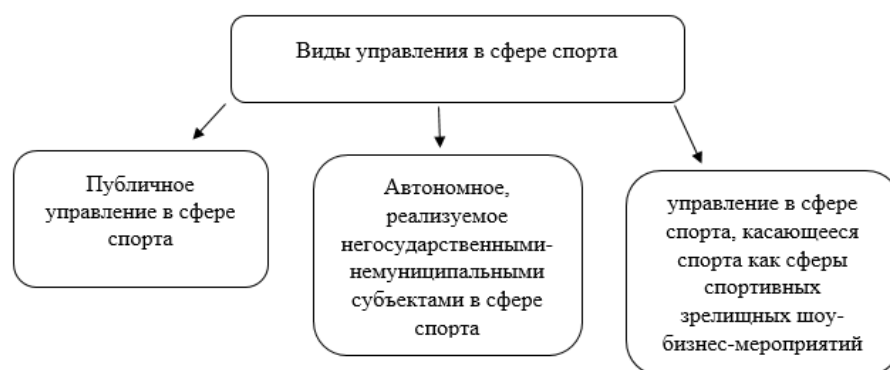 Виды управления в сфере спорта
Публичное
управление в сфере
спорта
Автономное,
реализуемое
негосударственными-
немуниципальными
субъектами в сфере
спорта
управление в сфере
спорта, касающееся
спорта как сферы
спортивных
зрелищных шоу-
бизнес-мероприятий